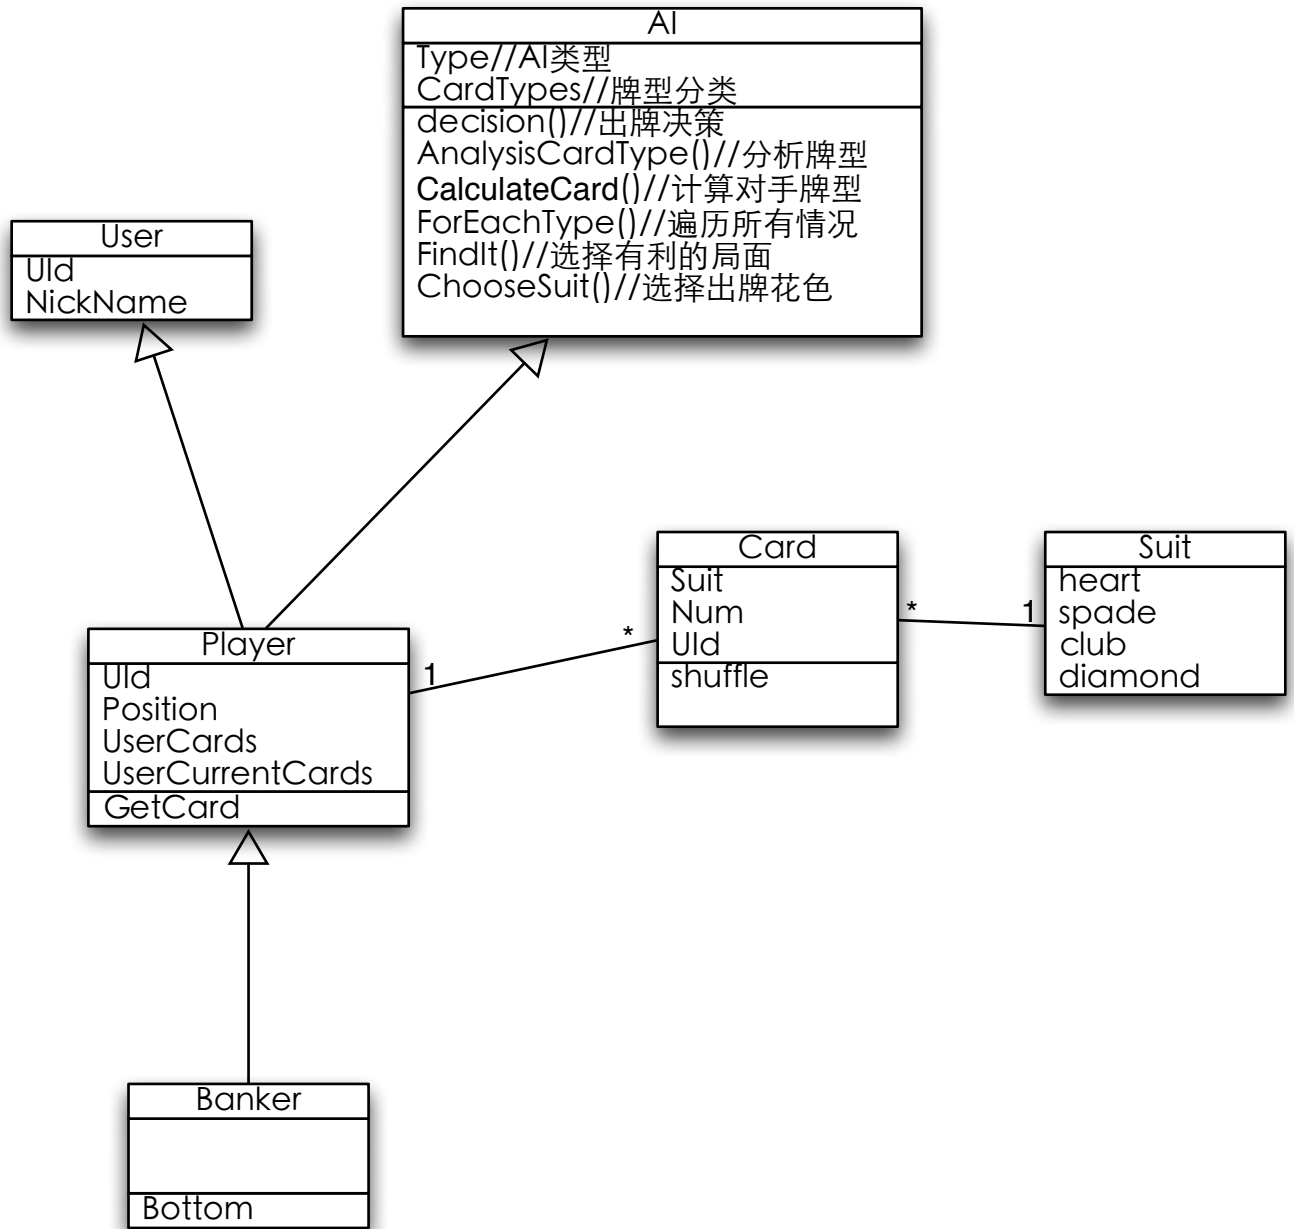 AI
Type//AI类型
CardTypes//牌型分类
decision()//出牌决策
AnalysisCardType()//分析牌型
CalculateCard()//计算对手牌型
ForEachType()//遍历所有情况
FindIt()//选择有利的局面
ChooseSuit()//选择出牌花色
User
UId
NickName
Card
Suit
Num
UId
shuffle
Suit
heart
spade
club
diamond
*
1
Player
UId
Position
UserCards
UserCurrentCards
GetCard
1
*
Banker
Bottom